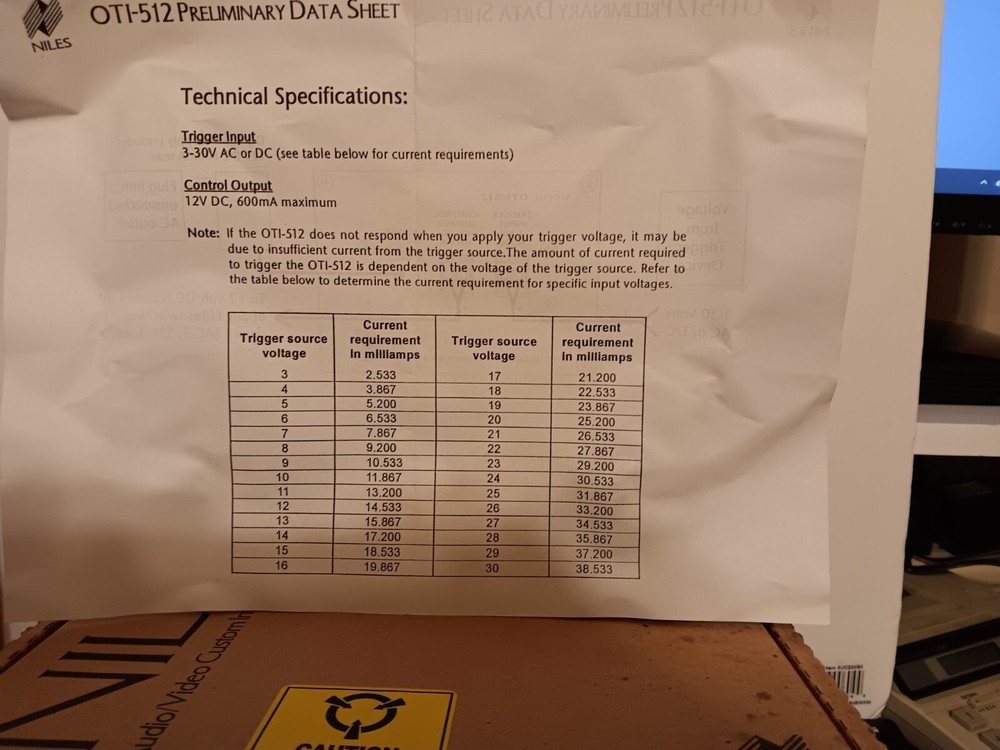 OTI-512 PRELIMINARY DATA SHEET
NILES
Technical Specifications:
Trigger Input
3-30V AC or DC (see table below for current requirements)
Control Output
12V DC, 600mA maximum
Note: If the OTI-512 does not respond when you apply your trigger voltage, it may be
due to insufficient current from the trigger source.The amount of current required
to trigger the OTI-512 is dependent on the voltage of the trigger source. Refer to
the table below to determine the current requirement for specific input voltages.
Trigger source voltage Current requirement in milliamps Trigger source voltage Current requirement in milliamps
3 2.533 17 21.200
4 3.867 18 22.533
5 5.200 19 23.867
6 6.533 20 25.200
7 7.867 21 26.533
8 9.200 22 27.867
9 10.533 23 29.200
10 11.867 24 30.533
11 13.200 25 31.867
12 14.533 26 33.200
13 15.867 27 34.533
14 17.200 28 35.867
15 18.533 29 37.200
16 19.867 30 38.533
NIL
udio/Video Custom In
CAUTION